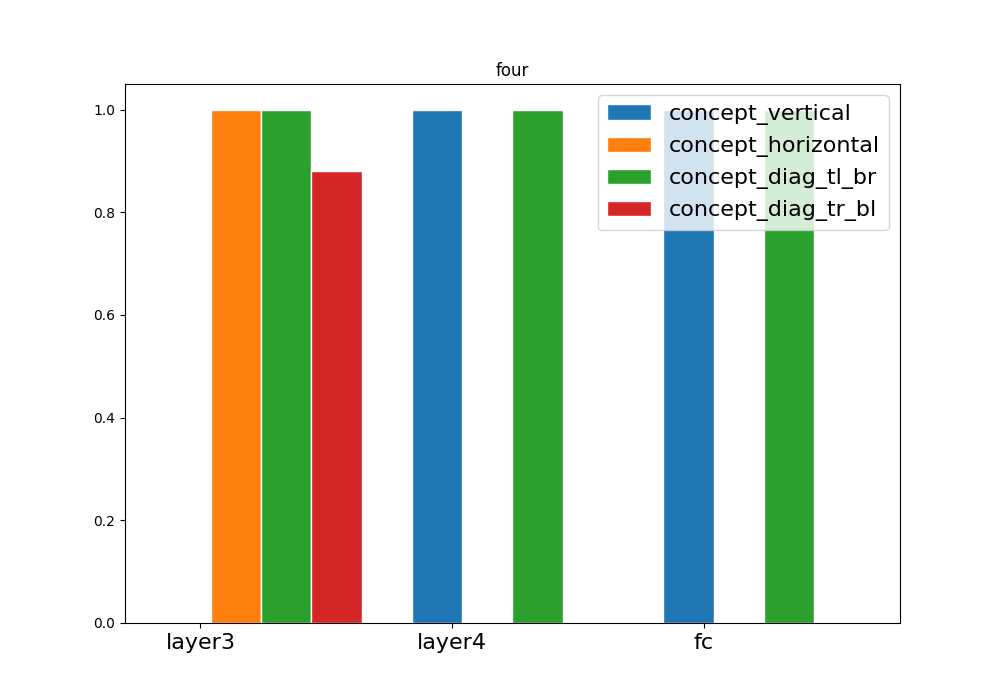 four
1.0
0.8
0.6
0.4
0.2
0.0
concept_vertical
concept_horizontal
concept_diag_tl_br
concept_diag_tr_bl
layer3 layer4 fc